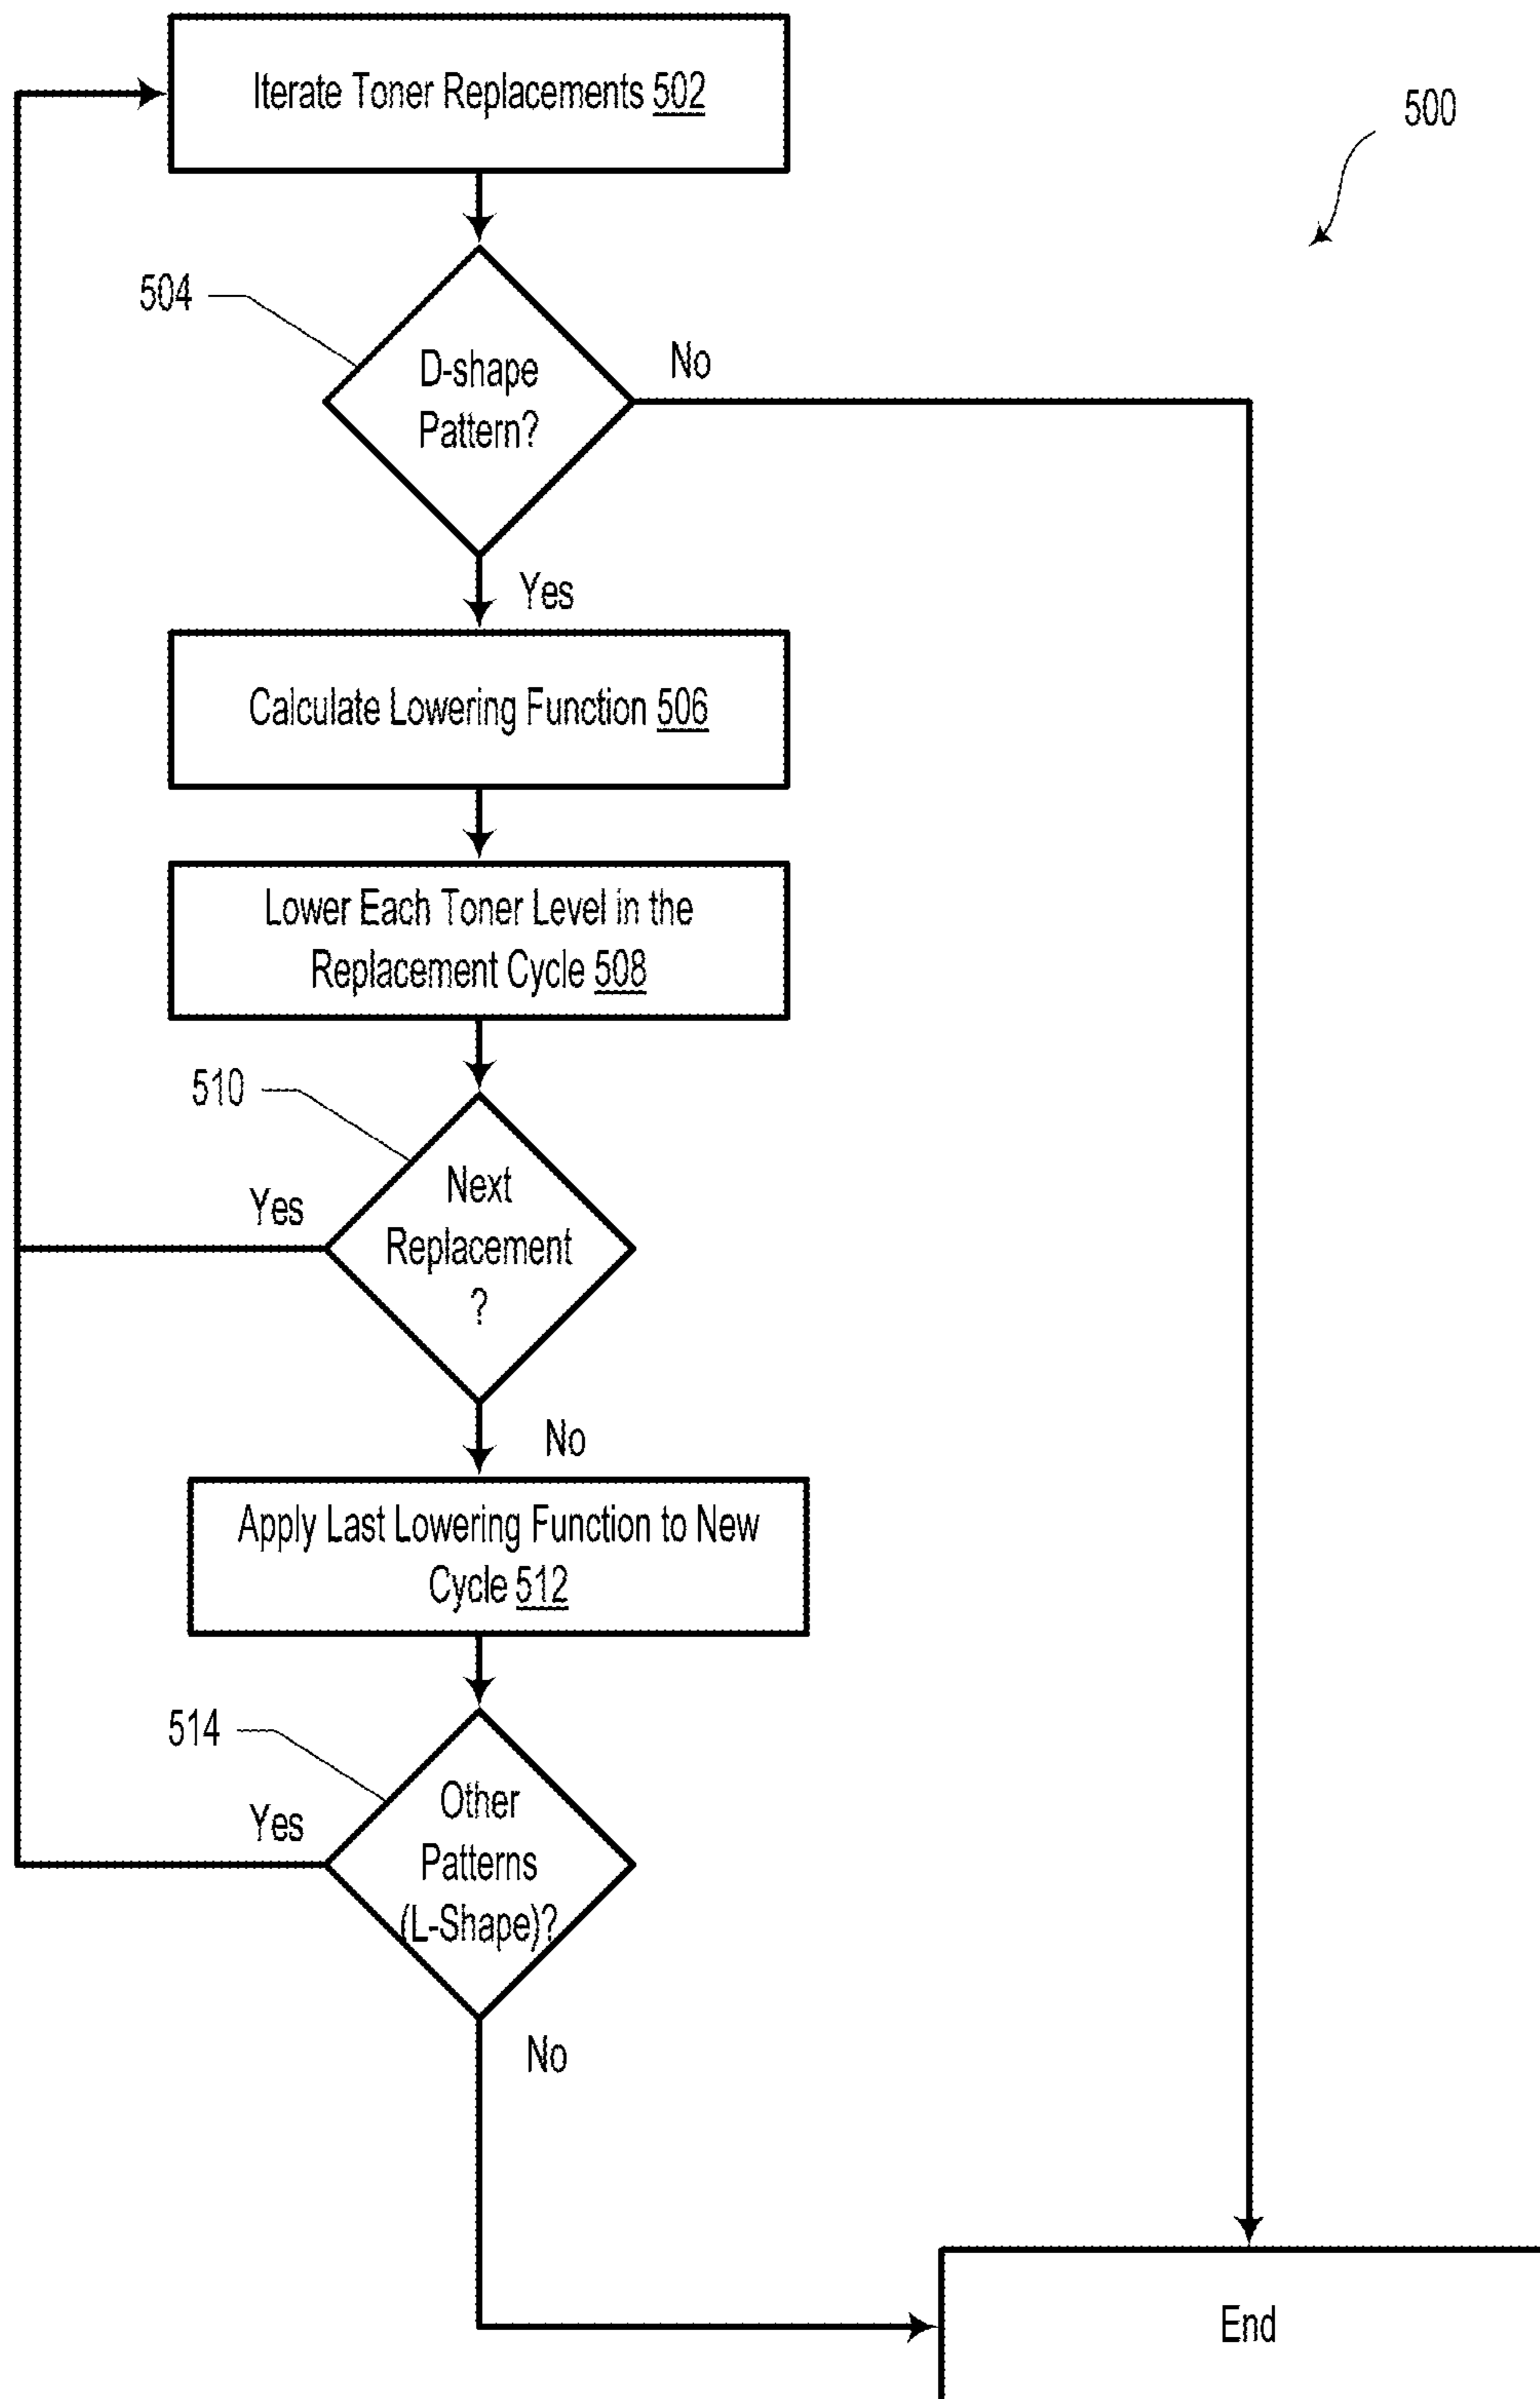 Iterate Toner Replacements 502
500
504
D-shape
Pattern?
No
Yes
Calculate Lowering Function 506
Lower Each Toner Level in the
Replacement Cycle 508
510
Next
Replacement
?
Yes
No
Apply Last Lowering Function to New
Cycle 512
514
Other
Patterns
(L-Shape)?
Yes
No
End